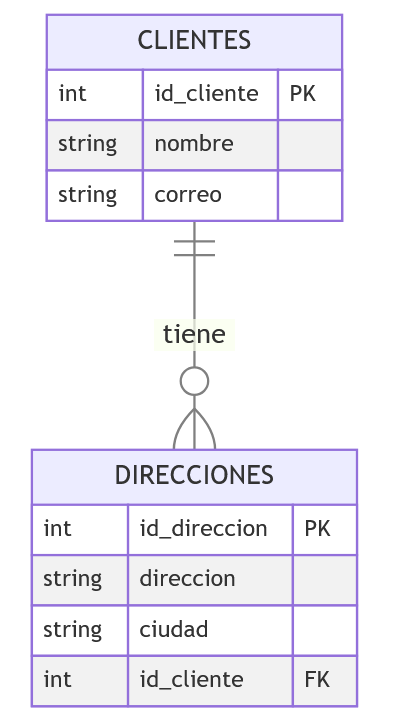 CLIENTES
int id_cliente PK
string nombre
string correo
tiene
DIRECCIONES
int id_direccion PK
string direccion
string ciudad
int id_cliente FK